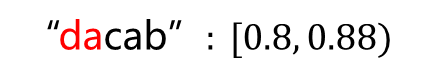 “dacab” : [0.8, 0.88)